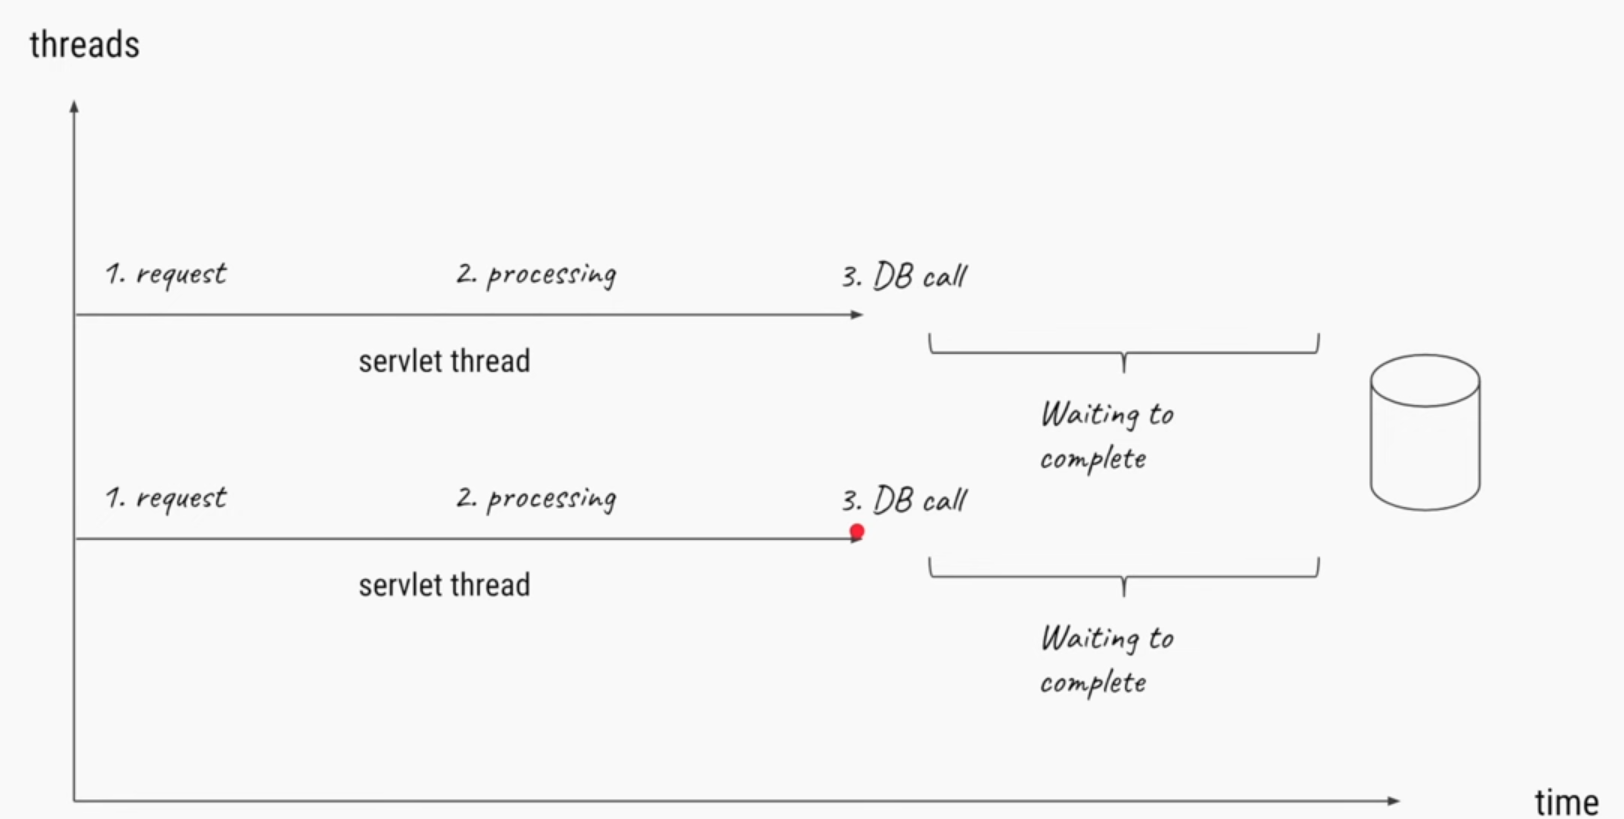 threads
1. request
2. processing
3. DB call
servlet thread
Waiting to
complete
1. request
2. processing
3. DB call
servlet thread
Waiting to
complete
time